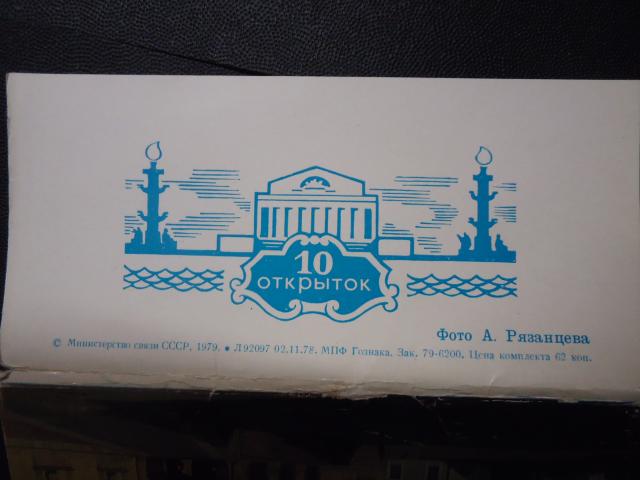 10
открыток
Фото А. Рязанцева
© Министерство связи СССР, 1979. ● Л 92097 02.11.78. МПФ Гознака. Зак. 79-6200. Цена комплекта 62 коп.